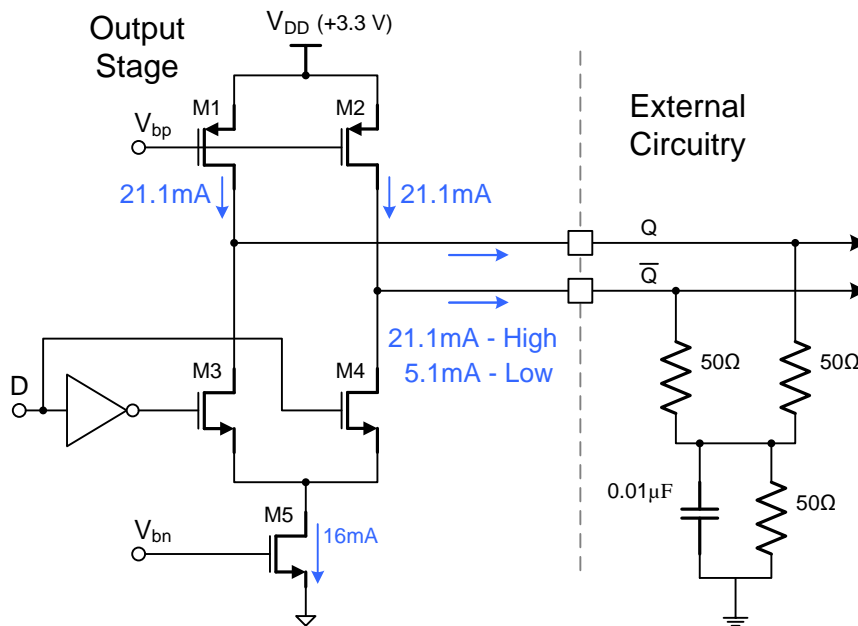 Output
Stage
V_DD (+3.3 V)
External
Circuitry
M1
M2
V_bp
21.1mA
21.1mA
Q
Q̅
21.1mA - High
5.1mA - Low
M3
M4
D
50Ω
50Ω
0.01µF
50Ω
M5
V_bn
16mA